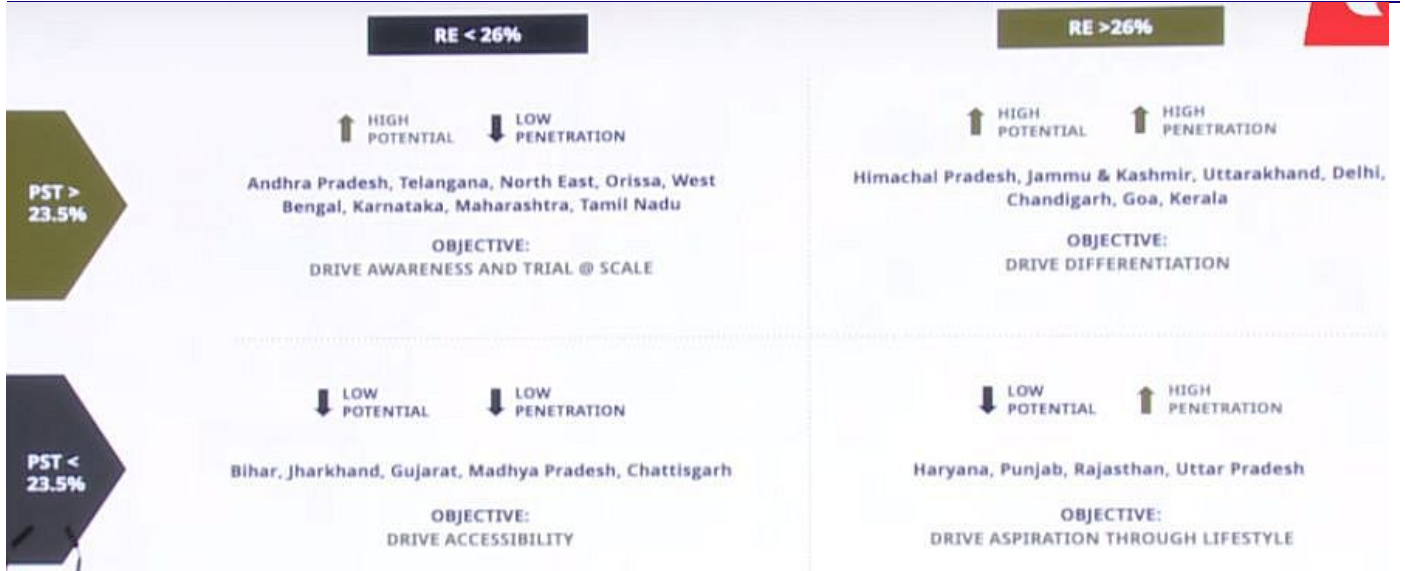 RE < 26%
RE >26%
HIGH
POTENTIAL
LOW
PENETRATION
HIGH
POTENTIAL
HIGH
PENETRATION
PST >
23.5%
Andhra Pradesh, Telangana, North East, Orissa, West
Bengal, Karnataka, Maharashtra, Tamil Nadu
OBJECTIVE:
DRIVE AWARENESS AND TRIAL @ SCALE
Himachal Pradesh, Jammu & Kashmir, Uttarakhand, Delhi,
Chandigarh, Goa, Kerala
OBJECTIVE:
DRIVE DIFFERENTIATION
LOW
POTENTIAL
LOW
PENETRATION
LOW
POTENTIAL
HIGH
PENETRATION
PST <
23.5%
Bihar, Jharkhand, Gujarat, Madhya Pradesh, Chattisgarh
OBJECTIVE:
DRIVE ACCESSIBILITY
Haryana, Punjab, Rajasthan, Uttar Pradesh
OBJECTIVE:
DRIVE ASPIRATION THROUGH LIFESTYLE